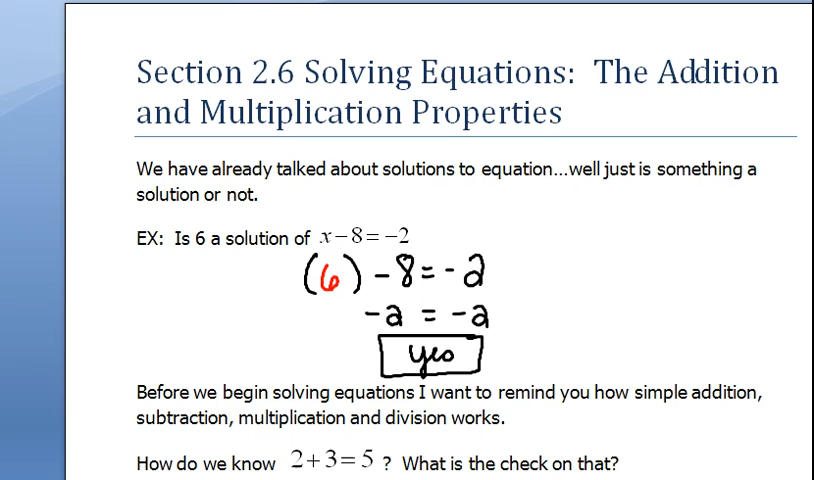 Section 2.6 Solving Equations: The Addition
and Multiplication Properties
We have already talked about solutions to equation...well just is something a
solution or not.
EX: Is 6 a solution of x−8=−2
(6) -8=-2
-2 = -2
yes
Before we begin solving equations I want to remind you how simple addition,
subtraction, multiplication and division works.
How do we know 2+3=5 ? What is the check on that?